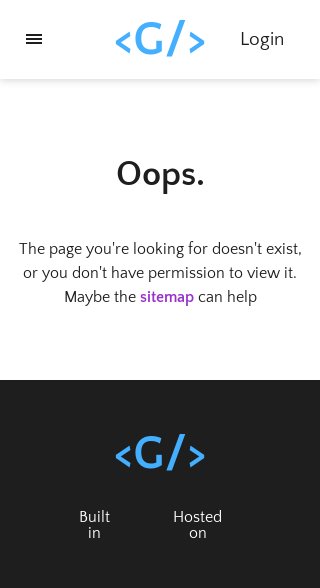 <G/>
Login
Oops.
The page you're looking for doesn't exist,
or you don't have permission to view it.
Maybe the sitemap can help
<G/>
Built
in
Hosted
on